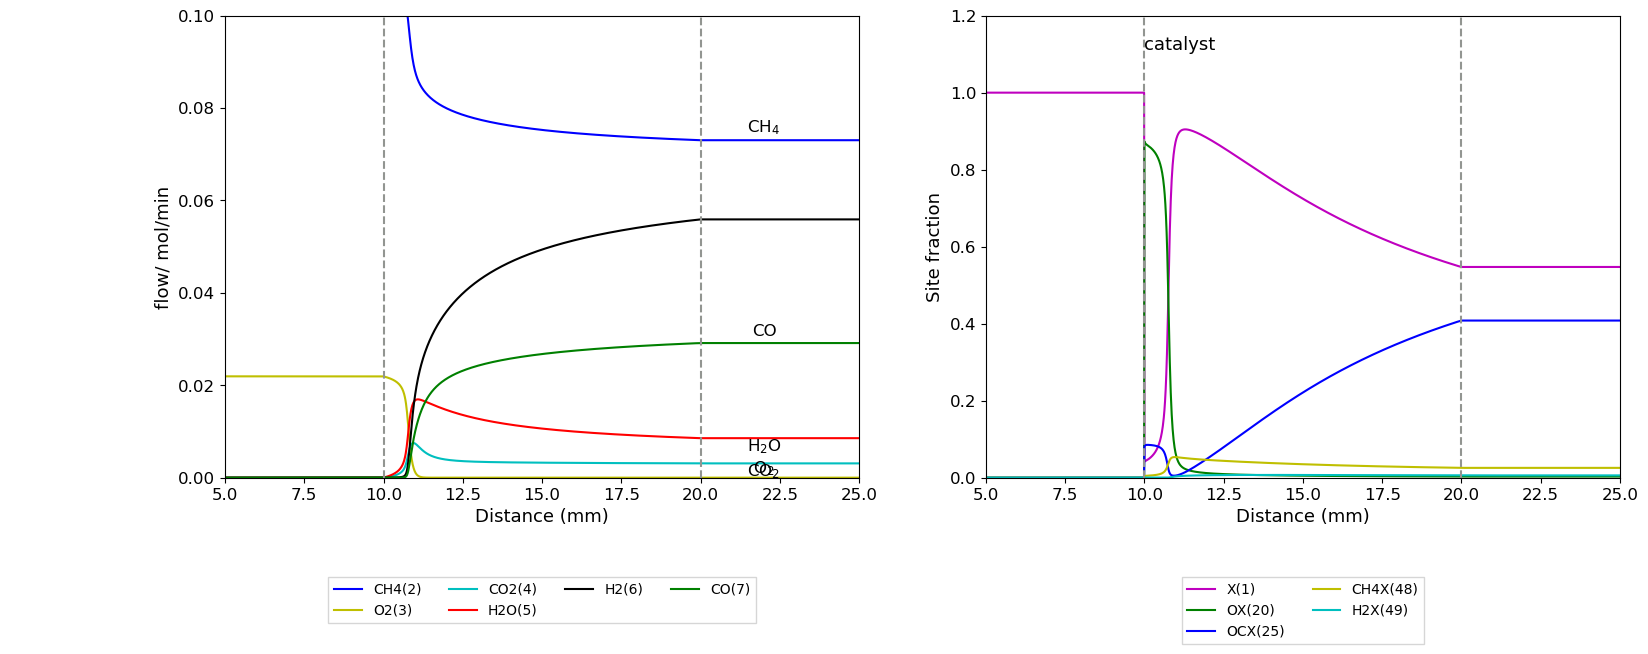 0.10
0.08
0.06
0.04
0.02
0.00
flow/ mol/min
CH₄
CO
H₂O
O₂
CO₂
5.0 7.5 10.0 12.5 15.0 17.5 20.0 22.5 25.0
Distance (mm)
CH4(2) CO2(4) H2(6) CO(7)
O2(3) H2O(5)
1.2
1.0
0.8
0.6
0.4
0.2
0.0
Site fraction
catalyst
5.0 7.5 10.0 12.5 15.0 17.5 20.0 22.5 25.0
Distance (mm)
X(1) CH4X(48)
OX(20) H2X(49)
OCX(25)